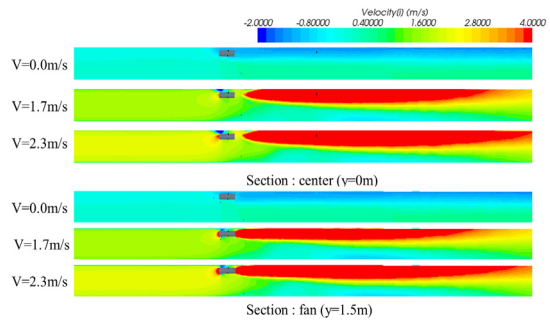 Velocity(i) (m/s)
-2.0000 -0.80000 0.40000 1.6000 2.8000 4.0000
V=0.0m/s
V=1.7m/s
V=2.3m/s
Section : center (y=0m)
V=0.0m/s
V=1.7m/s
V=2.3m/s
Section : fan (y=1.5m)